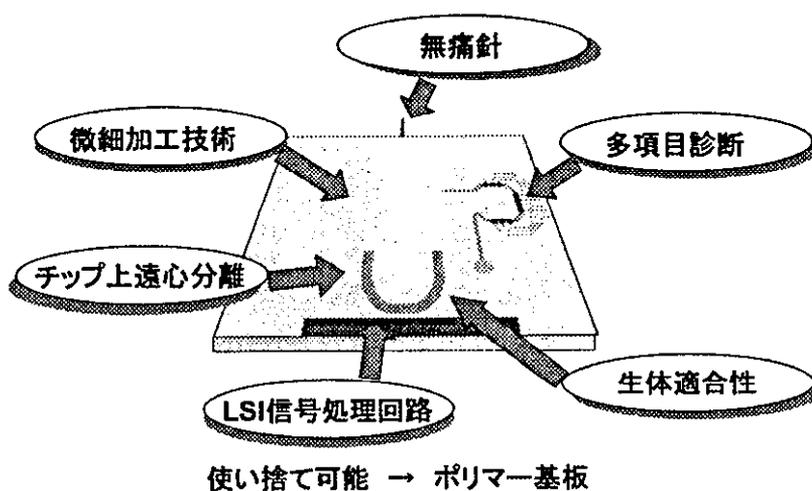 無痛針
微細加工技術
多項目診断
チップ上遠心分離
生体適合性
LSI信号処理回路
使い捨て可能 → ポリマー基板